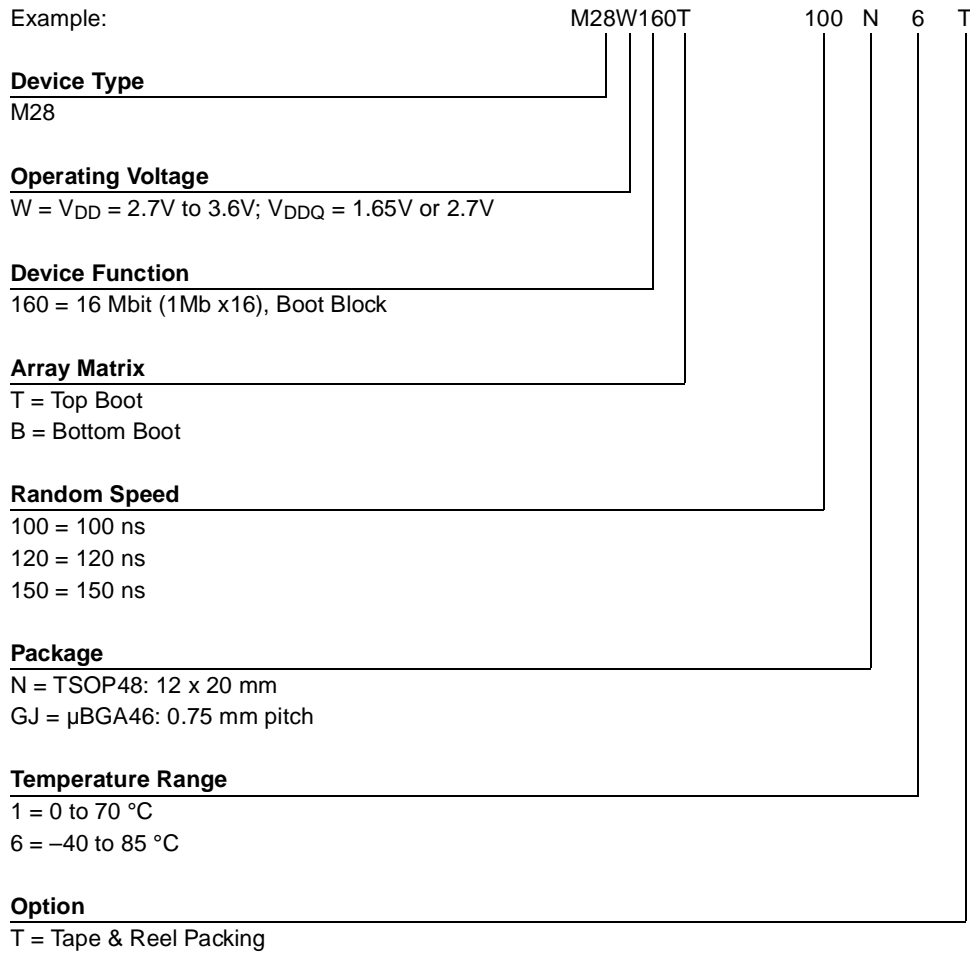 Example: M28W160T 100 N 6 T
Device Type
M28
Operating Voltage
W = VDD = 2.7V to 3.6V; VDDQ = 1.65V or 2.7V
Device Function
160 = 16 Mbit (1Mb x16), Boot Block
Array Matrix
T = Top Boot
B = Bottom Boot
Random Speed
100 = 100 ns
120 = 120 ns
150 = 150 ns
Package
N = TSOP48: 12 x 20 mm
GJ = µBGA46: 0.75 mm pitch
Temperature Range
1 = 0 to 70 °C
6 = –40 to 85 °C
Option
T = Tape & Reel Packing